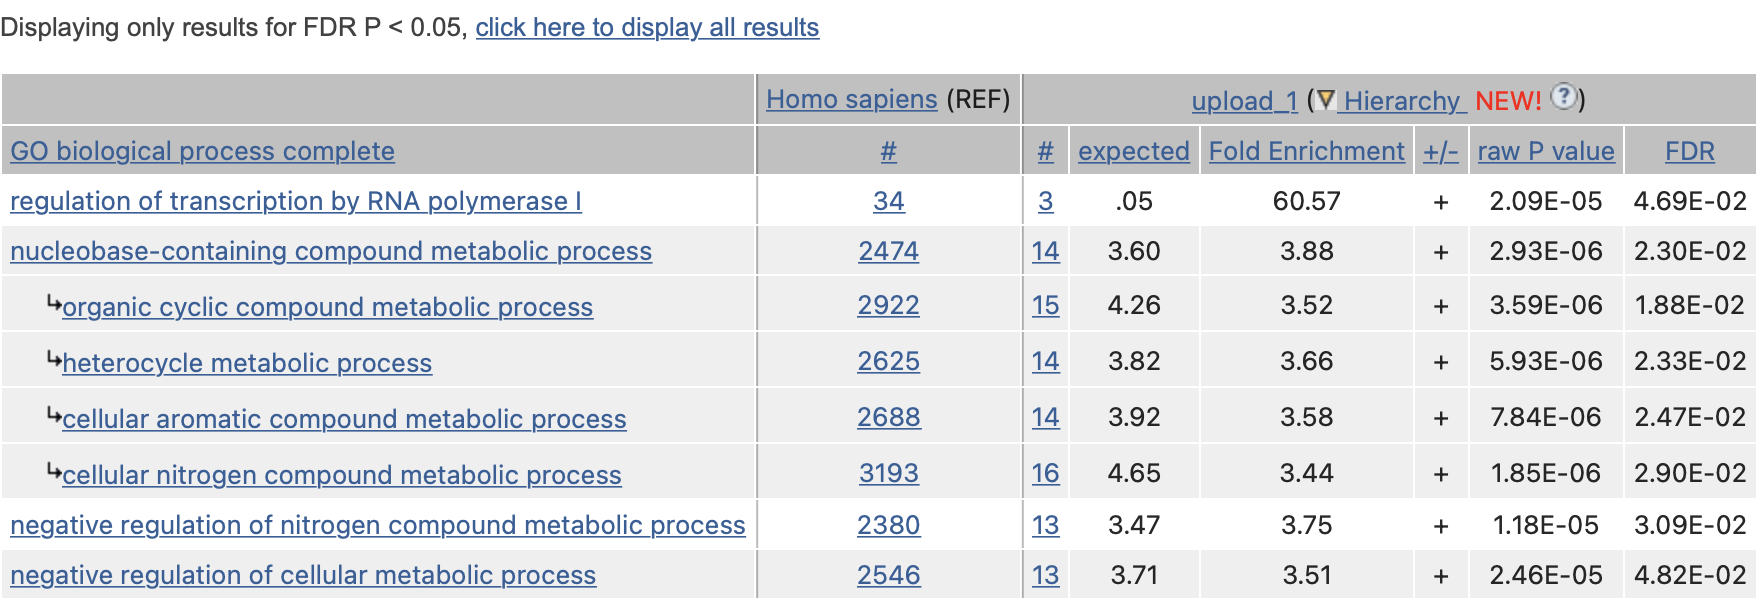 Displaying only results for FDR P < 0.05, click here to display all results
Homo sapiens (REF) upload_1 (▼ Hierarchy NEW! ?)
GO biological process complete # # expected Fold Enrichment +/- raw P value FDR
regulation of transcription by RNA polymerase I 34 3 .05 60.57 + 2.09E-05 4.69E-02
nucleobase-containing compound metabolic process 2474 14 3.60 3.88 + 2.93E-06 2.30E-02
↳organic cyclic compound metabolic process 2922 15 4.26 3.52 + 3.59E-06 1.88E-02
↳heterocycle metabolic process 2625 14 3.82 3.66 + 5.93E-06 2.33E-02
↳cellular aromatic compound metabolic process 2688 14 3.92 3.58 + 7.84E-06 2.47E-02
↳cellular nitrogen compound metabolic process 3193 16 4.65 3.44 + 1.85E-06 2.90E-02
negative regulation of nitrogen compound metabolic process 2380 13 3.47 3.75 + 1.18E-05 3.09E-02
negative regulation of cellular metabolic process 2546 13 3.71 3.51 + 2.46E-05 4.82E-02